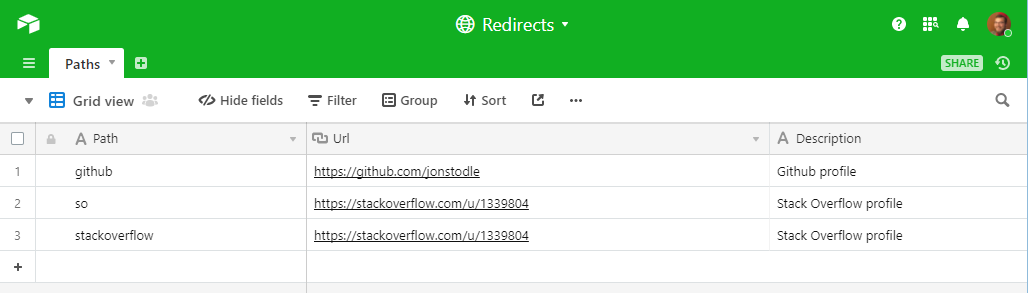 Redirects
Paths
SHARE
Grid view Hide fields Filter Group Sort
Path Url Description
1 github https://github.com/jonstodle Github profile
2 so https://stackoverflow.com/u/1339804 Stack Overflow profile
3 stackoverflow https://stackoverflow.com/u/1339804 Stack Overflow profile